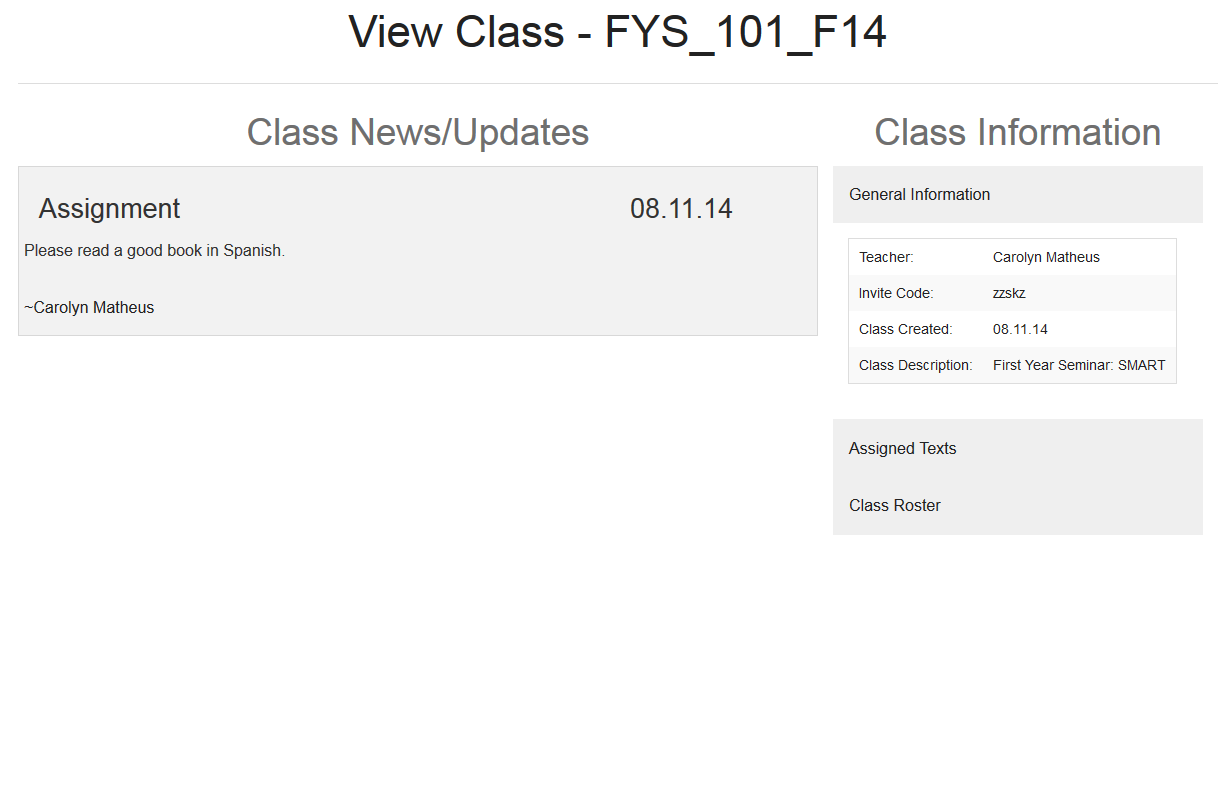 View Class - FYS_101_F14
Class News/Updates
Assignment 08.11.14
Please read a good book in Spanish.
~Carolyn Matheus
Class Information
General Information
Teacher: Carolyn Matheus
Invite Code: zzskz
Class Created: 08.11.14
Class Description: First Year Seminar: SMART
Assigned Texts
Class Roster